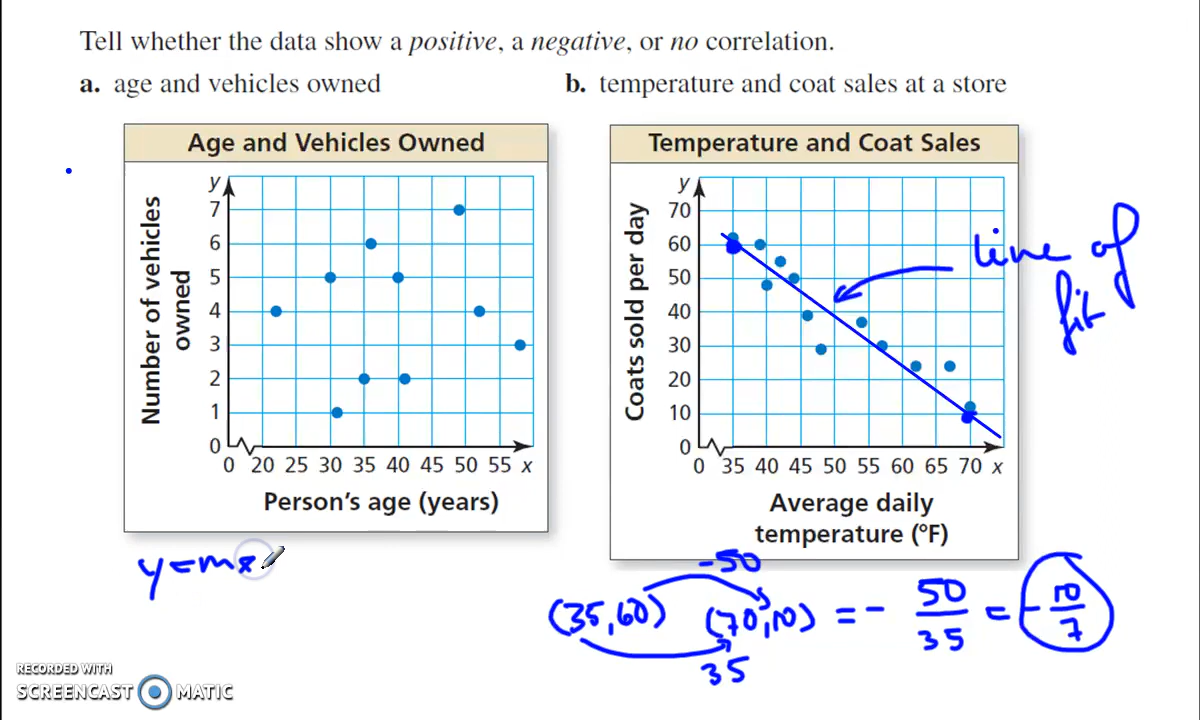 Tell whether the data show a positive, a negative, or no correlation.
a. age and vehicles owned
b. temperature and coat sales at a store
Age and Vehicles Owned
y
7
6
5
4
3
2
1
0
0 20 25 30 35 40 45 50 55 x
Number of vehicles
owned
Person's age (years)
Temperature and Coat Sales
y
70
60
50
40
30
20
10
0
0 35 40 45 50 55 60 65 70 x
Coats sold per day
Average daily
temperature (°F)
line of
fit
y=mx
-50
(35,60) (70,10) = - 50/35 = - 10/7
35
RECORDED WITH
SCREENCAST MATIC